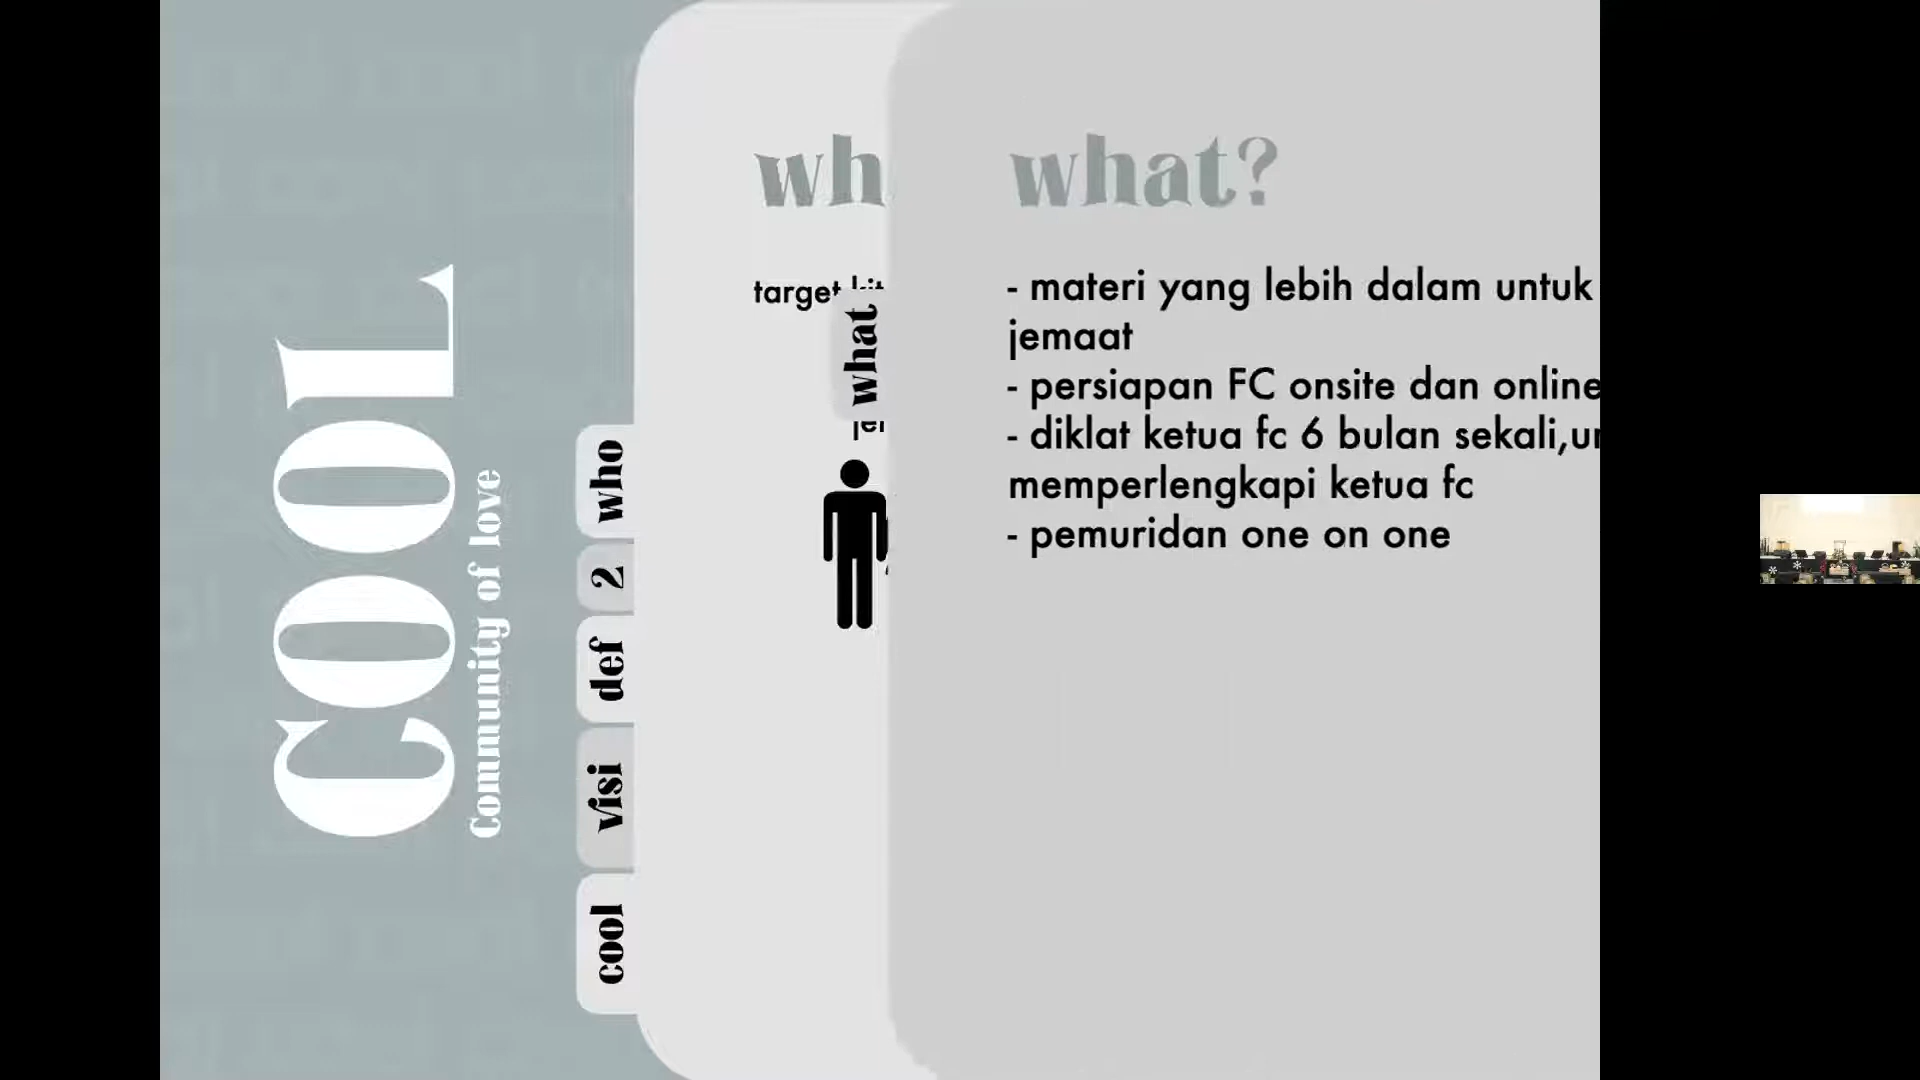 COOL
Community of love
who
2
def
visi
cool
wh
target
what
what?
- materi yang lebih dalam untuk
jemaat
- persiapan FC onsite dan online
- diklat ketua fc 6 bulan sekali,
memperlengkapi ketua fc
- pemuridan one on one